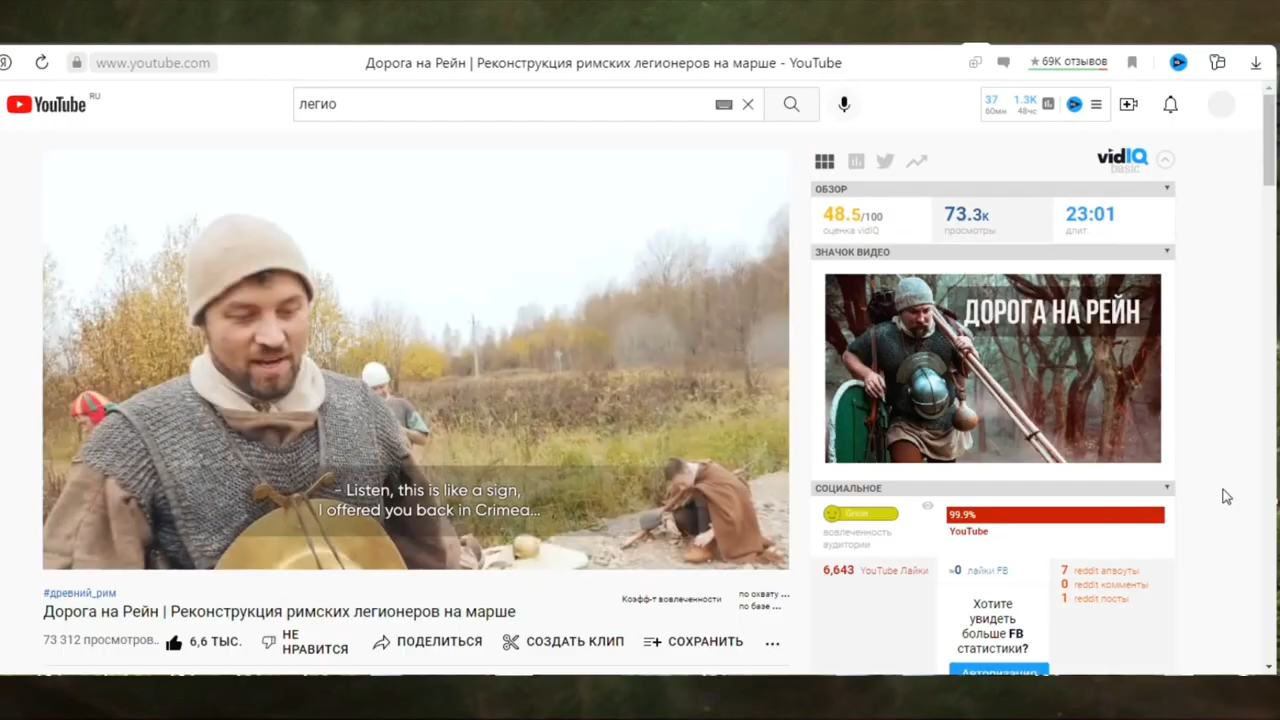 www.youtube.com
Дорога на Рейн | Реконструкция римских легионеров на марше - YouTube
★ 69K отзывов
YouTube RU
легио
37 1.3K
60мн 48чс
vidIQ
basic
ОБЗОР
48.5/100
оценка vidIQ
73.3к
просмотры
23:01
длит.
ЗНАЧОК ВИДЕО
ДОРОГА НА РЕЙН
- Listen, this is like a sign,
I offered you back in Crimea...
СОЦИАЛЬНОЕ
вовлеченность
аудитории
99.9%
YouTube
6,643 YouTube Лайки
≈0 лайки FB
7 reddit апвоуты
0 reddit комменты
1 reddit посты
Хотите
увидеть
больше FB
статистики?
Авторизация
#древний_рим
Дорога на Рейн | Реконструкция римских легионеров на марше
Коэфф-т вовлеченности
по охвату ...
по базе ...
73 312 просмотров..
6,6 ТЫС.
НЕ НРАВИТСЯ
ПОДЕЛИТЬСЯ
СОЗДАТЬ КЛИП
СОХРАНИТЬ
...